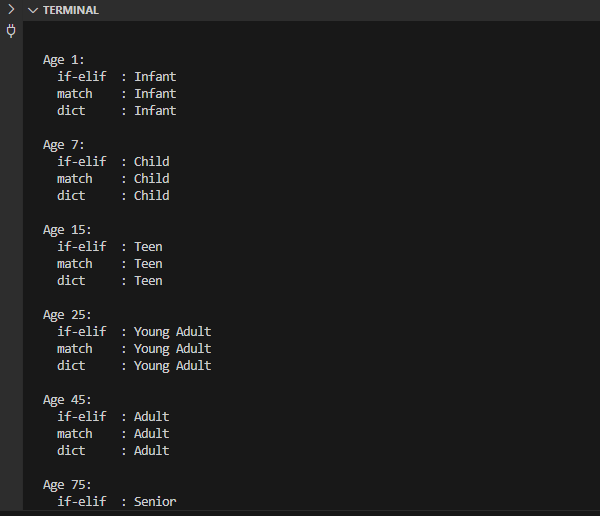 TERMINAL
Age 1:
if-elif : Infant
match : Infant
dict : Infant
Age 7:
if-elif : Child
match : Child
dict : Child
Age 15:
if-elif : Teen
match : Teen
dict : Teen
Age 25:
if-elif : Young Adult
match : Young Adult
dict : Young Adult
Age 45:
if-elif : Adult
match : Adult
dict : Adult
Age 75:
if-elif : Senior